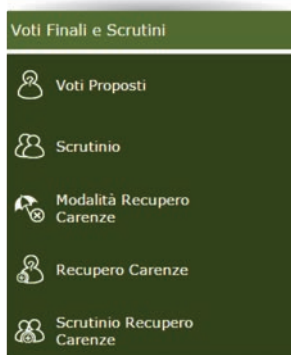 Voti Finali e Scrutini
Voti Proposti
Scrutinio
Modalità Recupero
Carenze
Recupero Carenze
Scrutinio Recupero
Carenze